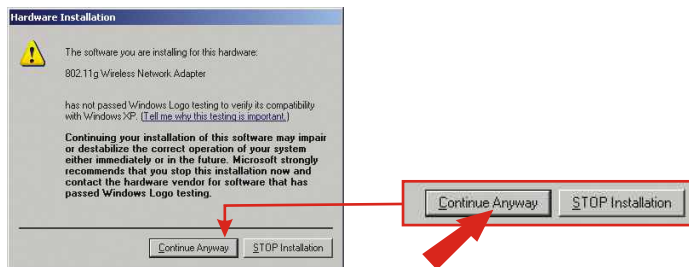 Hardware Installation
The software you are installing for this hardware:
802.11g Wireless Network Adapter
has not passed Windows Logo testing to verify its compatibility
with Windows XP. (Tell me why this testing is important.)
Continuing your installation of this software may impair
or destabilize the correct operation of your system
either immediately or in the future. Microsoft strongly
recommends that you stop this installation now and
contact the hardware vendor for software that has
passed Windows Logo testing.
Continue Anyway
STOP Installation
Continue Anyway
STOP Installation